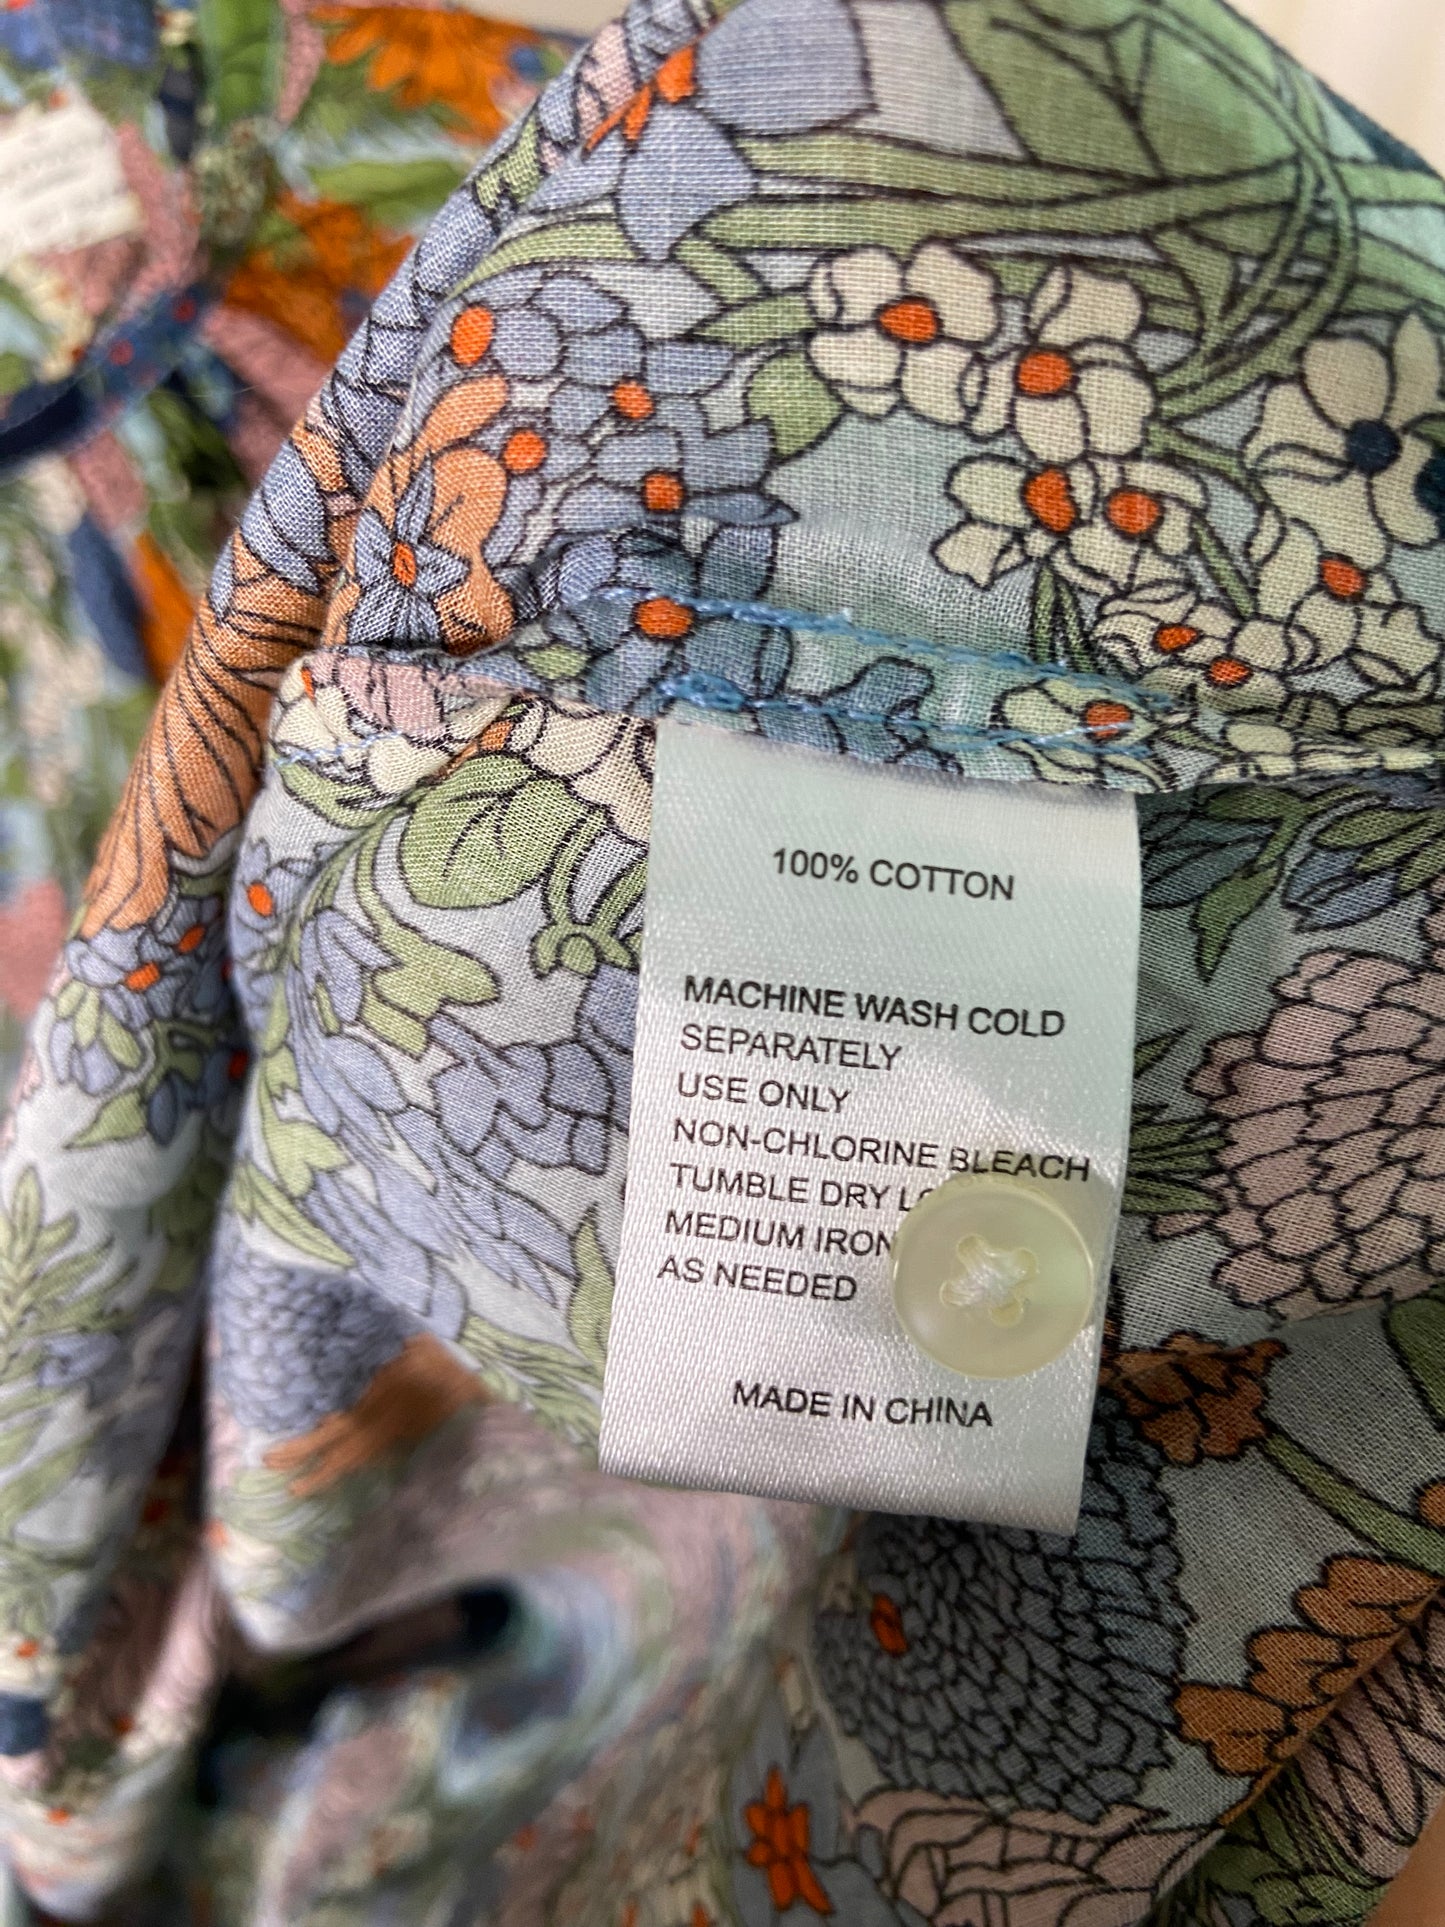 100% COTTON
MACHINE WASH COLD
SEPARATELY
USE ONLY
NON-CHLORINE BLEACH
TUMBLE DRY
MEDIUM IRON
AS NEEDED
MADE IN CHINA